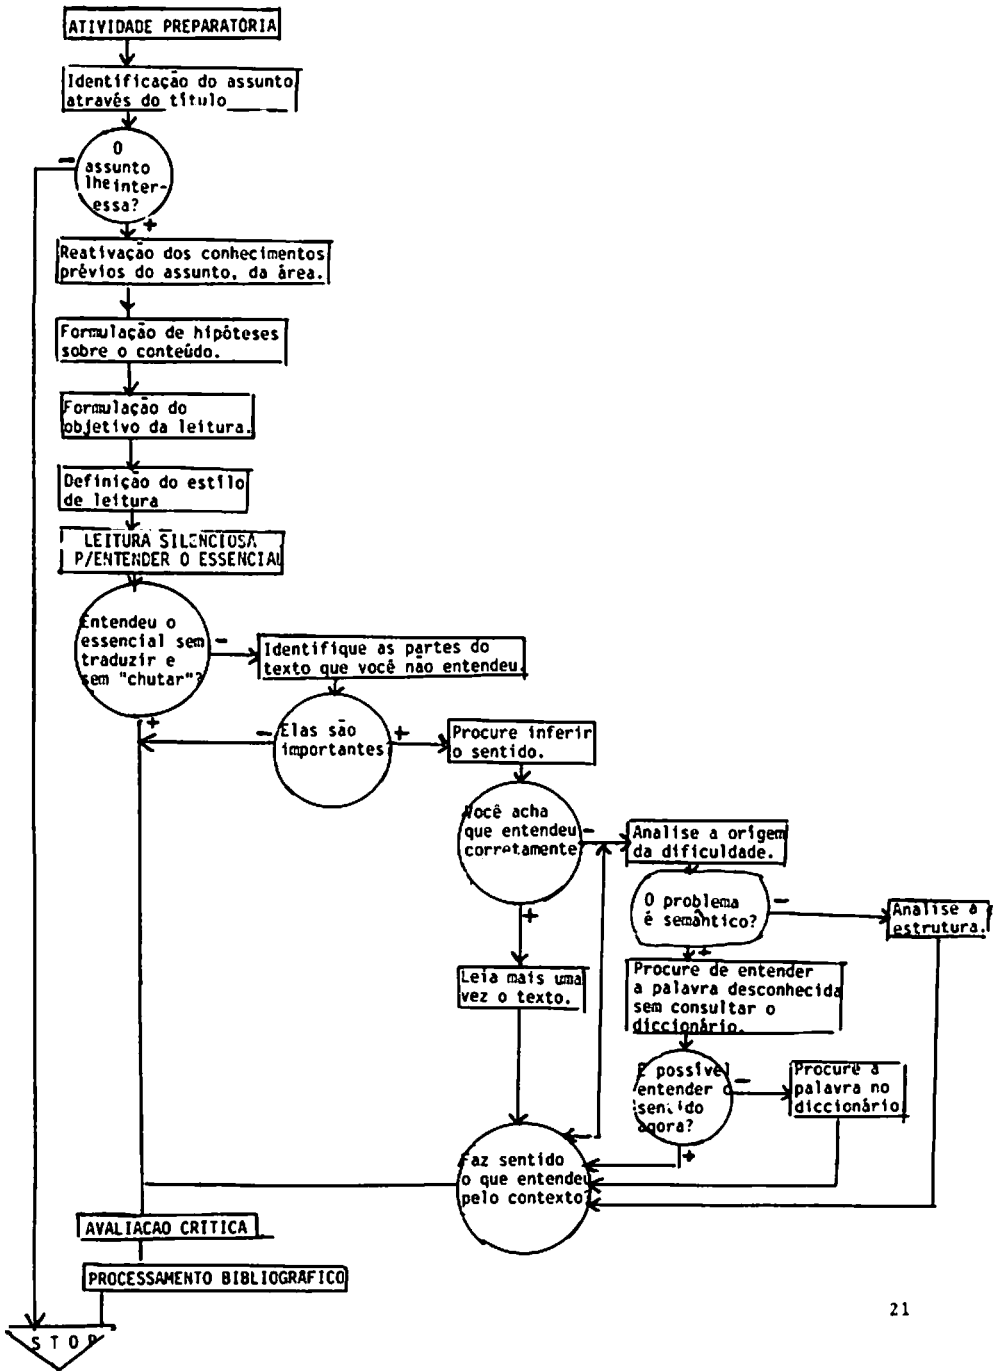 ATIVIDADE PREPARATÓRIA
Identificação do assunto
através do título
O
assunto
lhe inter-
essa?
-
+
Reativação dos conhecimentos
prévios do assunto, da área.
Formulação de hipóteses
sobre o conteúdo.
Formulação do
objetivo da leitura.
Definição do estilo
de leitura
LEITURA SILENCIOSA
P/ENTENDER O ESSENCIAL
Entendeu o
essencial sem
traduzir e
sem "chutar"?
-
+
Identifique as partes do
texto que você não entendeu.
Elas são
importantes
-
+
Procure inferir
o sentido.
Você acha
que entendeu
corretamente
-
+
Analise a origem
da dificuldade.
O problema
é semântico?
-
+
Analise a
estrutura.
Leia mais uma
vez o texto.
Procure de entender
a palavra desconhecida
sem consultar o
diccionário.
É possível
entender o
sentido
agora?
-
+
Procure a
palavra no
diccionário
Faz sentido
o que entendeu
pelo contexto?
AVALIACAO CRITICA
PROCESSAMENTO BIBLIOGRAFICO
STOP
21